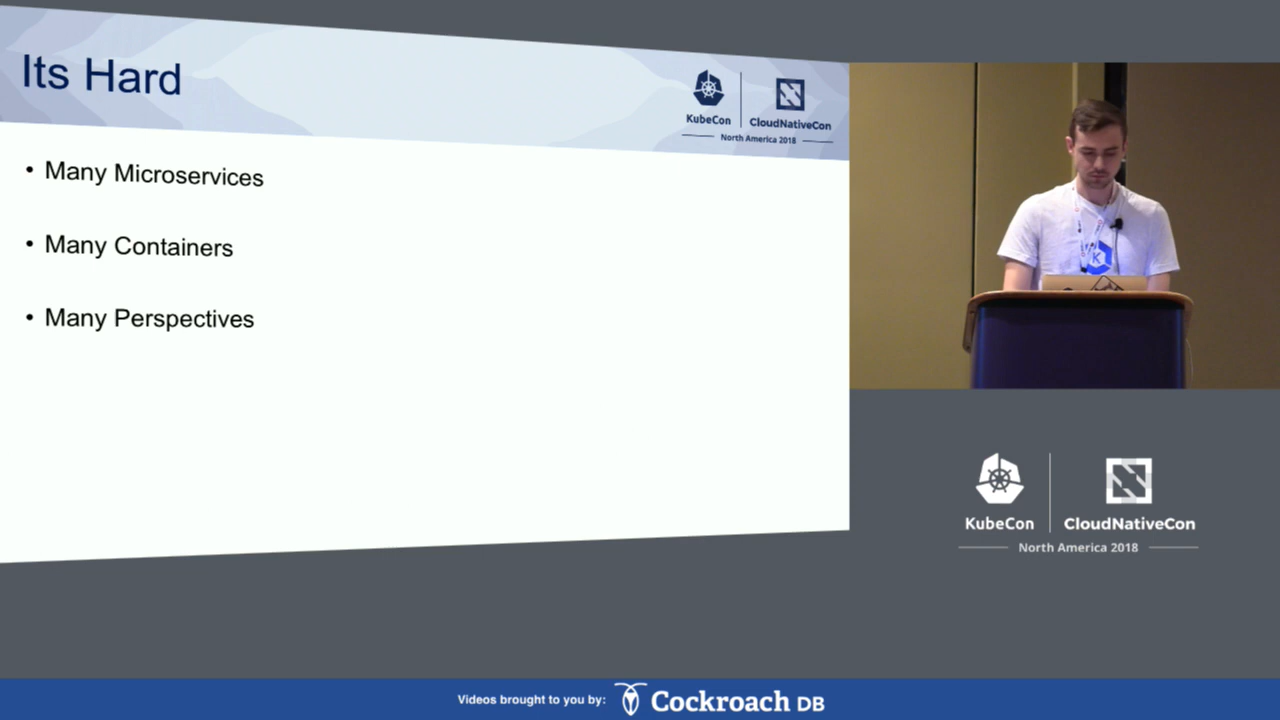 Its Hard
KubeCon
CloudNativeCon
North America 2018
• Many Microservices
• Many Containers
• Many Perspectives
K
KubeCon
CloudNativeCon
North America 2018
Videos brought to you by:
Cockroach DB